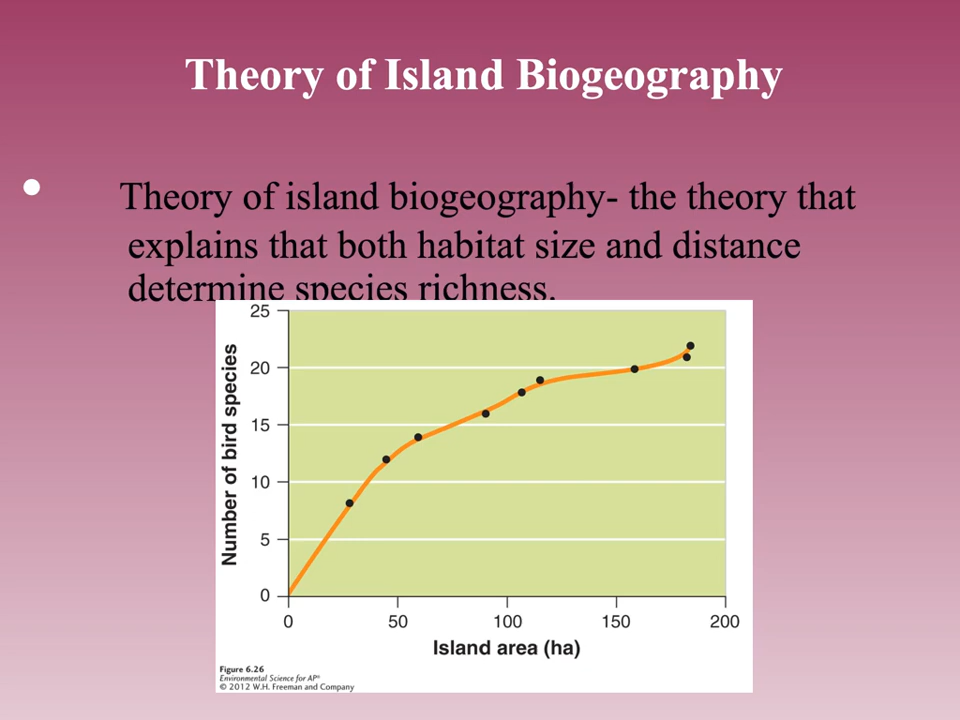 Theory of Island Biogeography
• Theory of island biogeography- the theory that
explains that both habitat size and distance
determine species richness.
Number of bird species
25
20
15
10
5
0
0 50 100 150 200
Island area (ha)
Figure 6.26
Environmental Science for AP®
© 2012 W.H. Freeman and Company